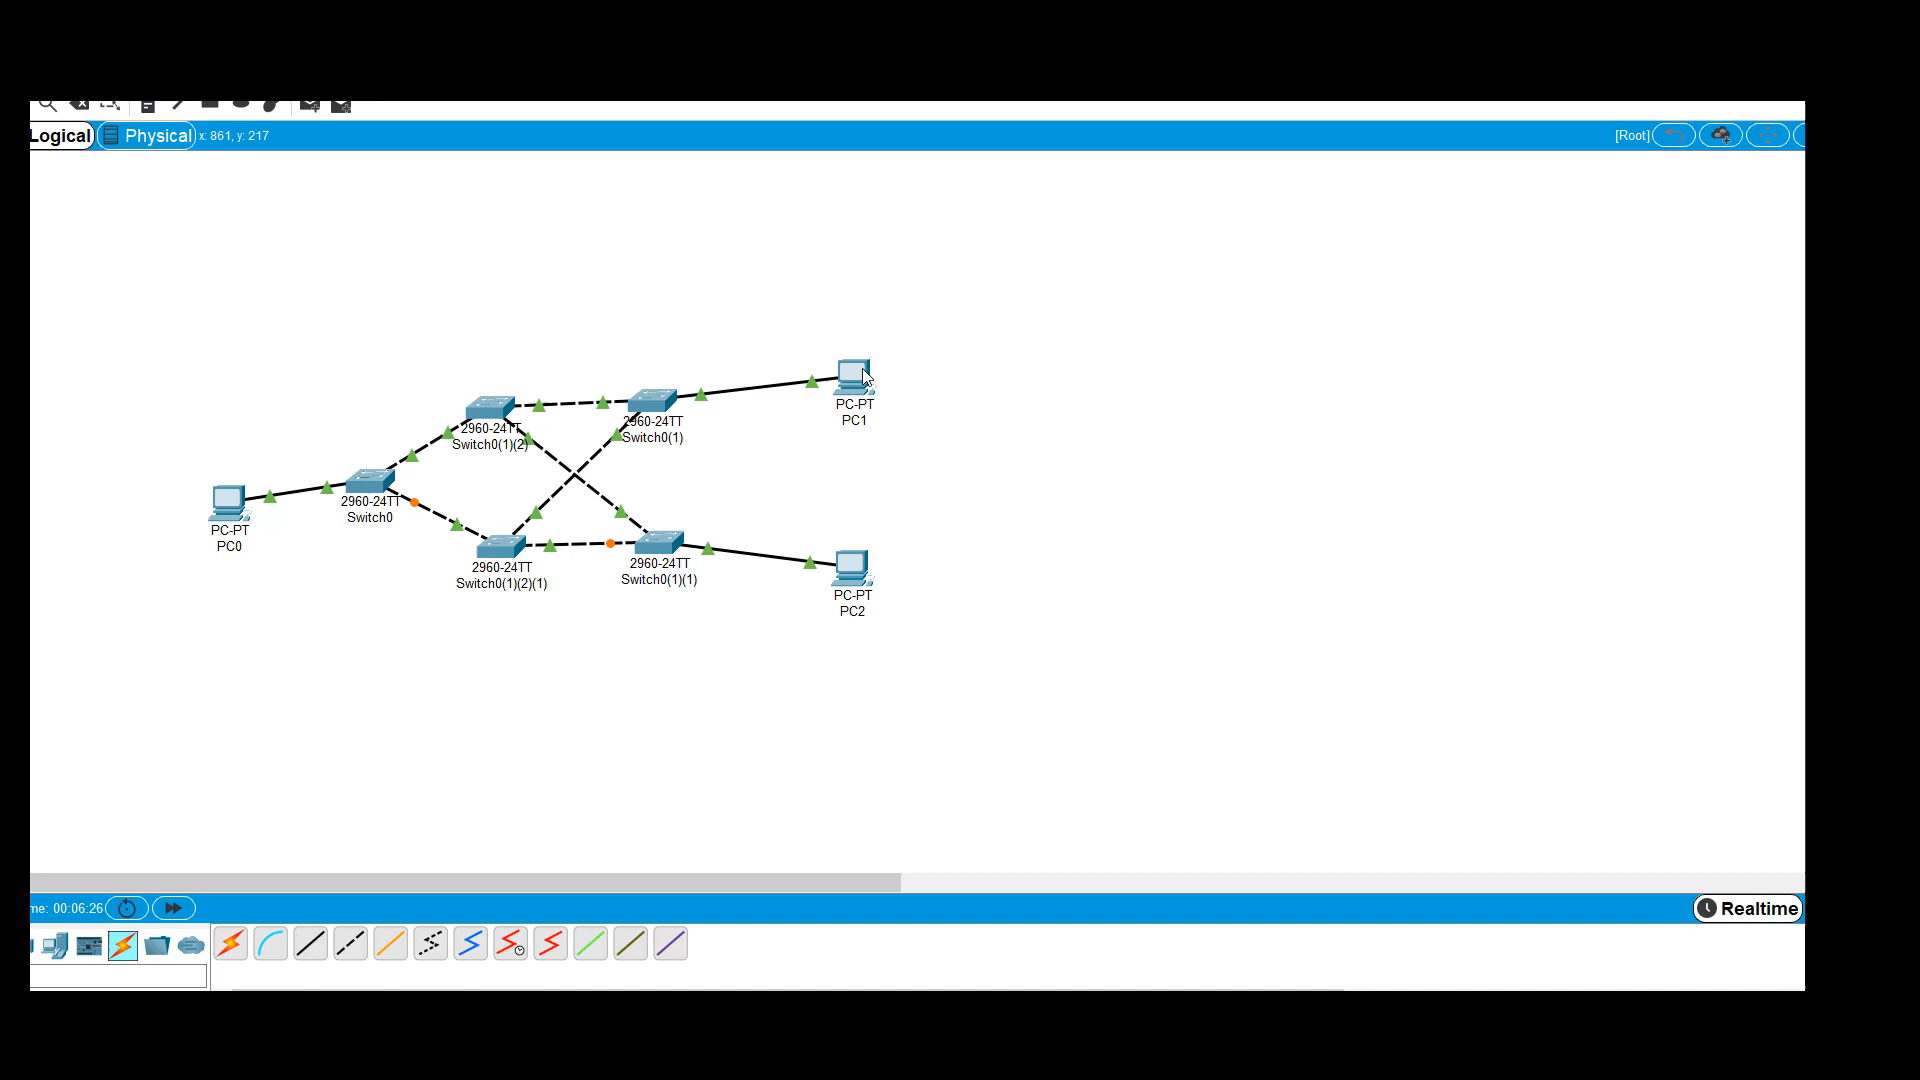 Logical Physical x: 861, y: 217 [Root]
PC-PT
PC1
2960-24TT
Switch0(1)(2)
2960-24TT
Switch0(1)
2960-24TT
Switch0
PC-PT
PC0
2960-24TT
Switch0(1)(2)(1)
2960-24TT
Switch0(1)(1)
PC-PT
PC2
me: 00:06:26 Realtime